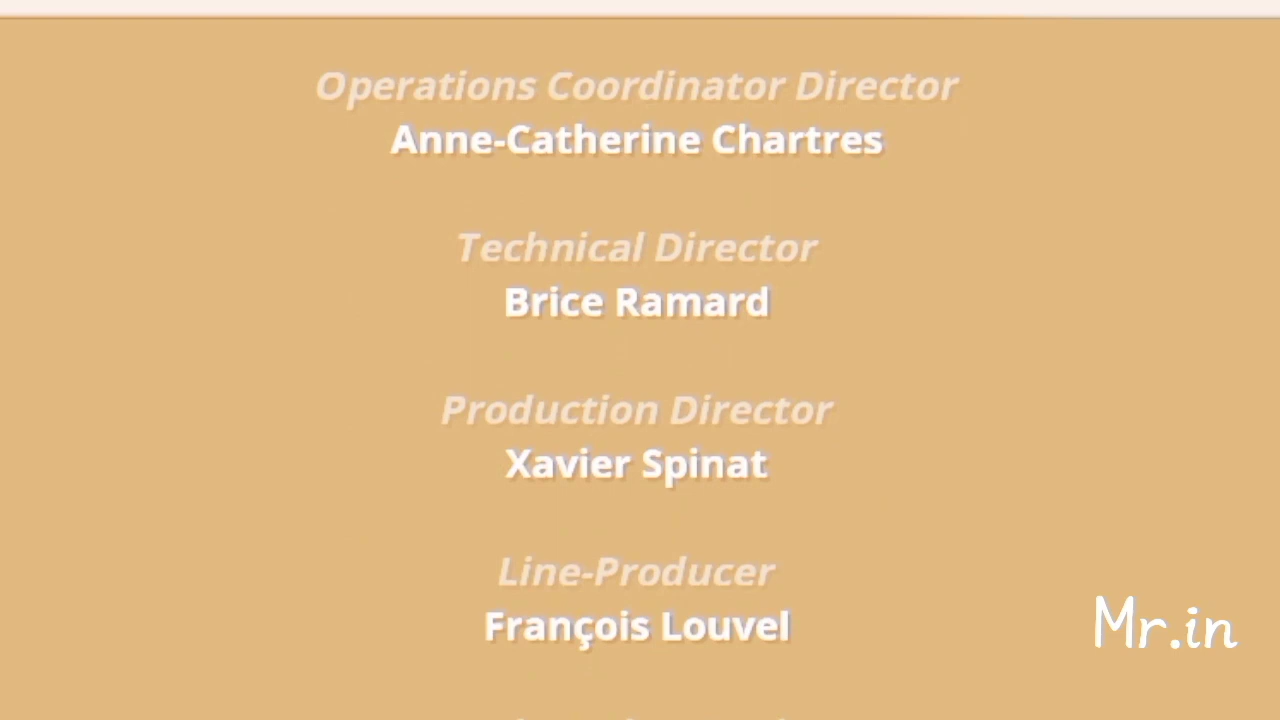 Operations Coordinator Director
Anne-Catherine Chartres
Technical Director
Brice Ramard
Production Director
Xavier Spinat
Line-Producer
François Louvel
Mr.in